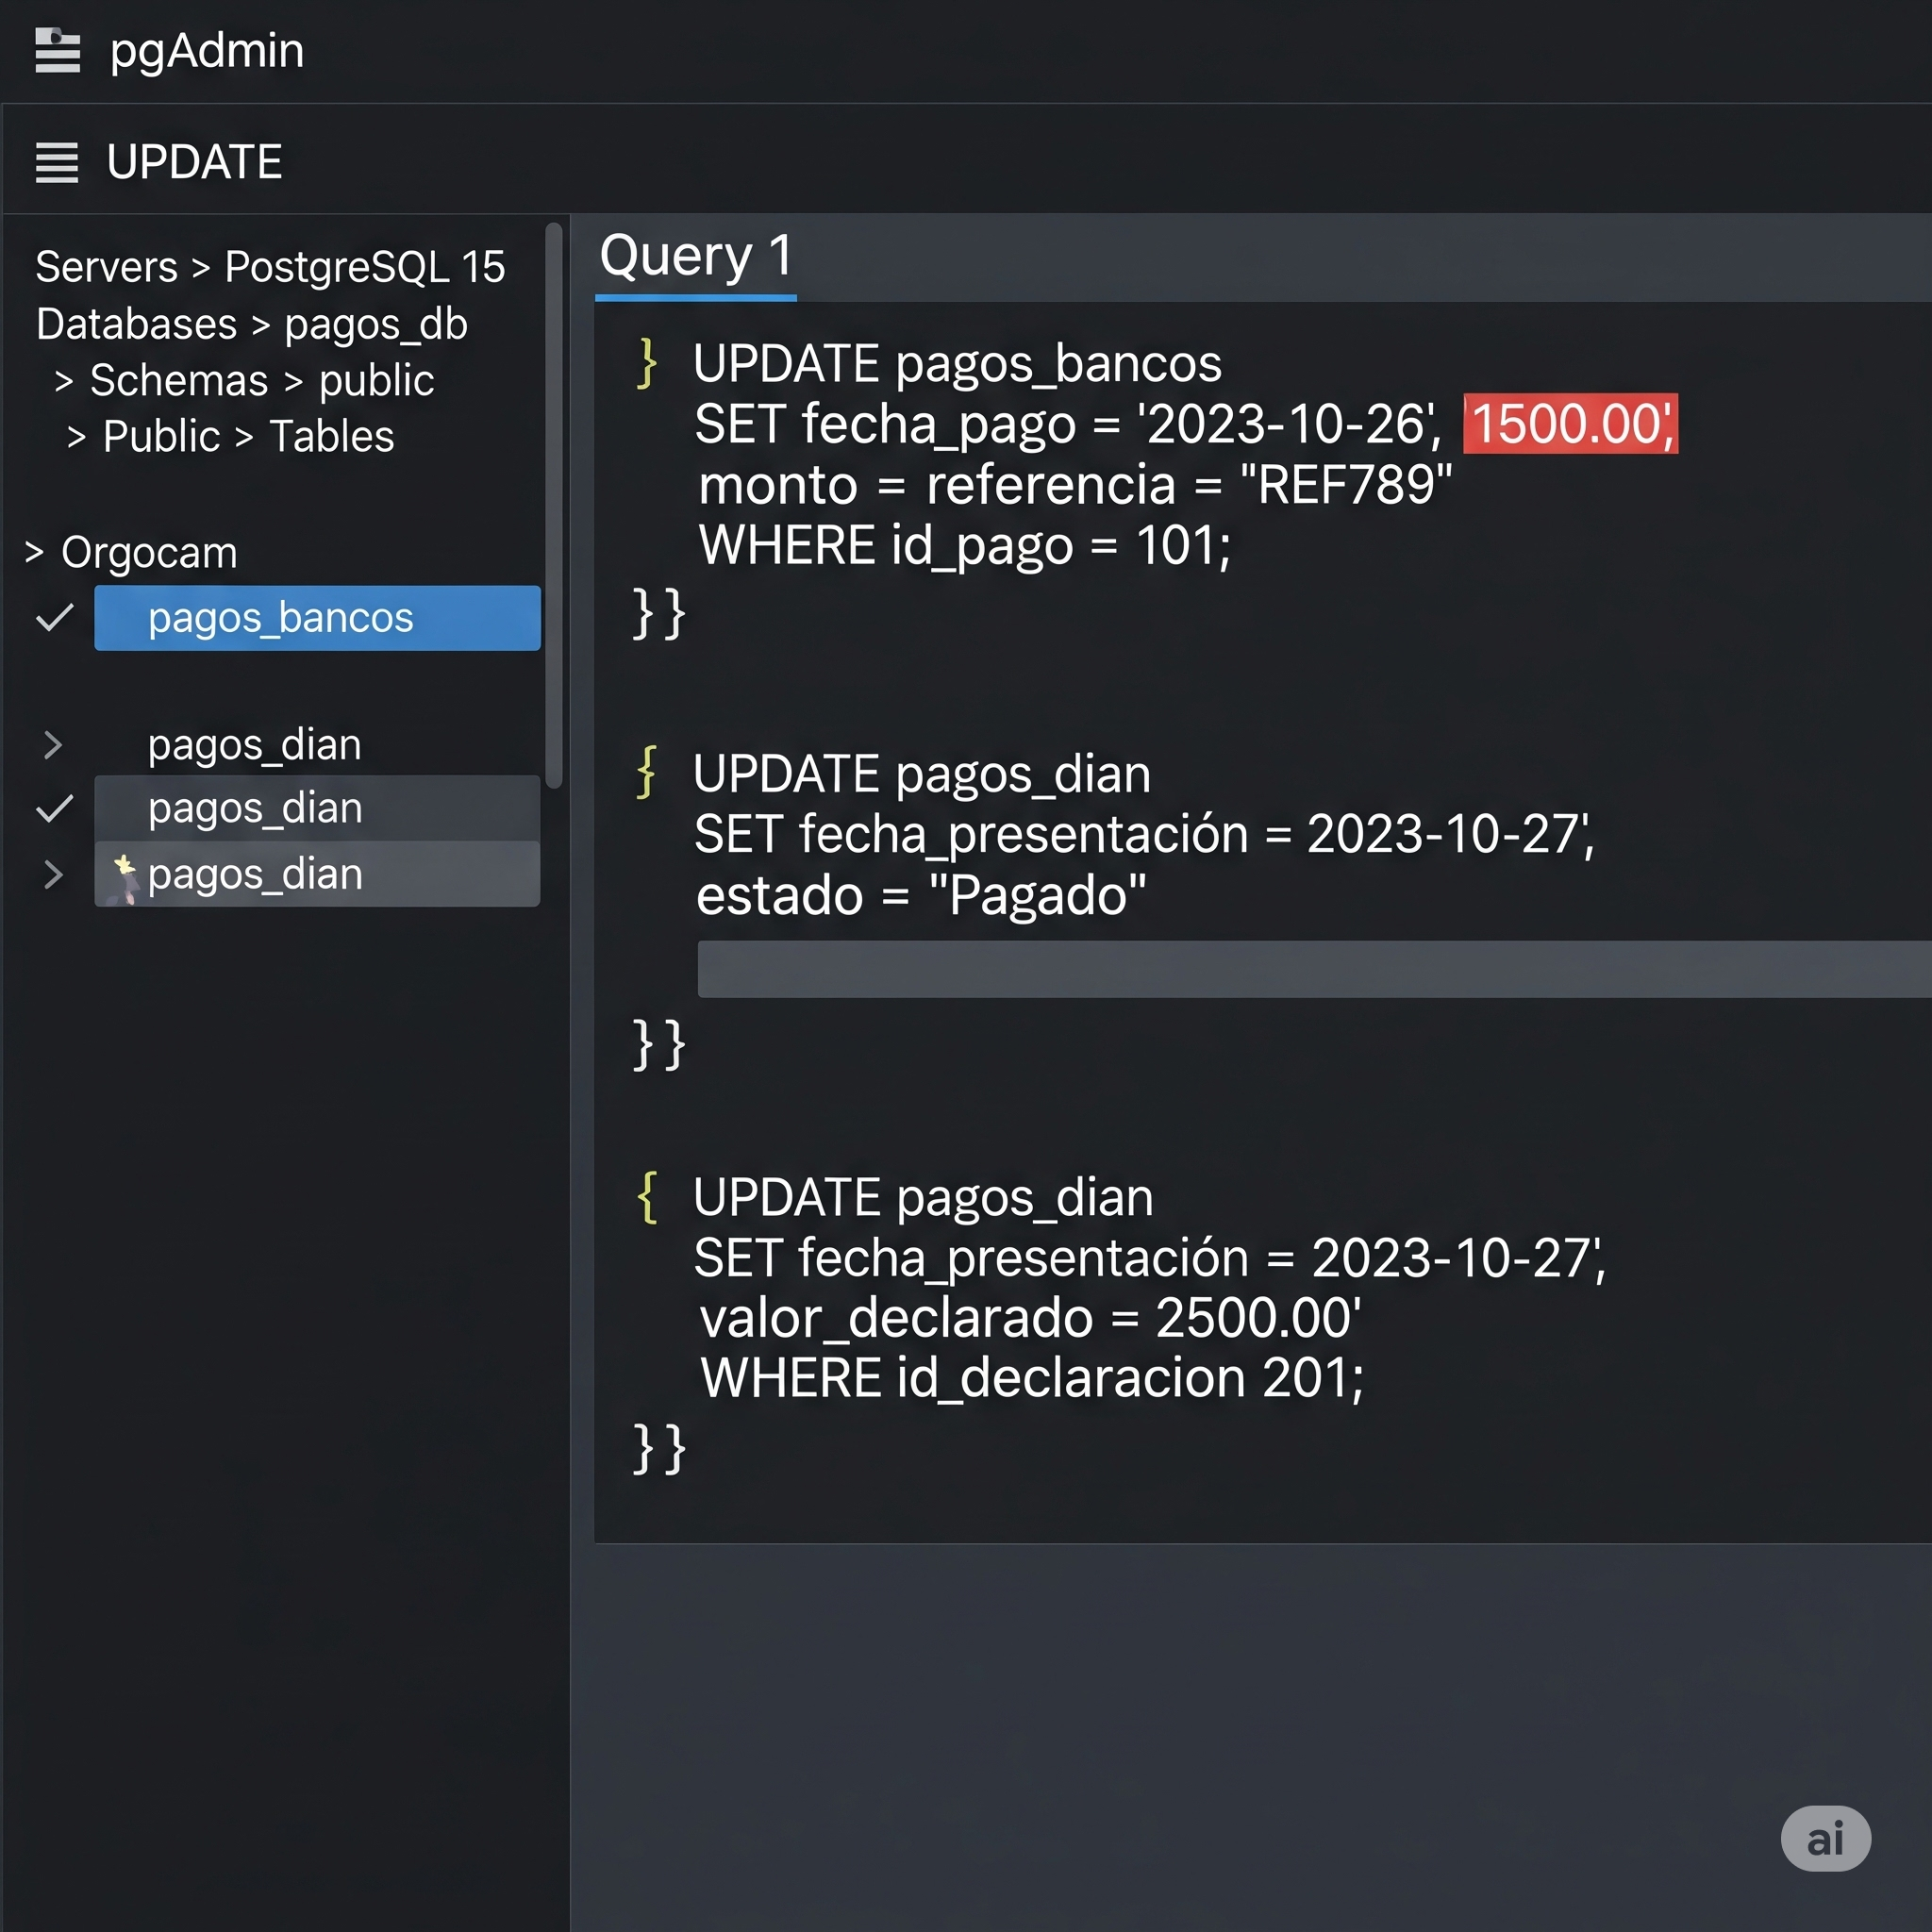 pgAdmin
UPDATE
Servers > PostgreSQL 15
Databases > pagos_db
> Schemas > public
> Public > Tables
> Orgocam
pagos_bancos
> pagos_dian
pagos_dian
> pagos_dian
Query 1
} UPDATE pagos_bancos
SET fecha_pago = '2023-10-26', 1500.00',
monto = referencia = "REF789"
WHERE id_pago = 101;
}}
{ UPDATE pagos_dian
SET fecha_presentación = 2023-10-27',
estado = "Pagado"
}}
{ UPDATE pagos_dian
SET fecha_presentación = 2023-10-27',
valor_declarado = 2500.00'
WHERE id_declaracion 201;
}}
ai